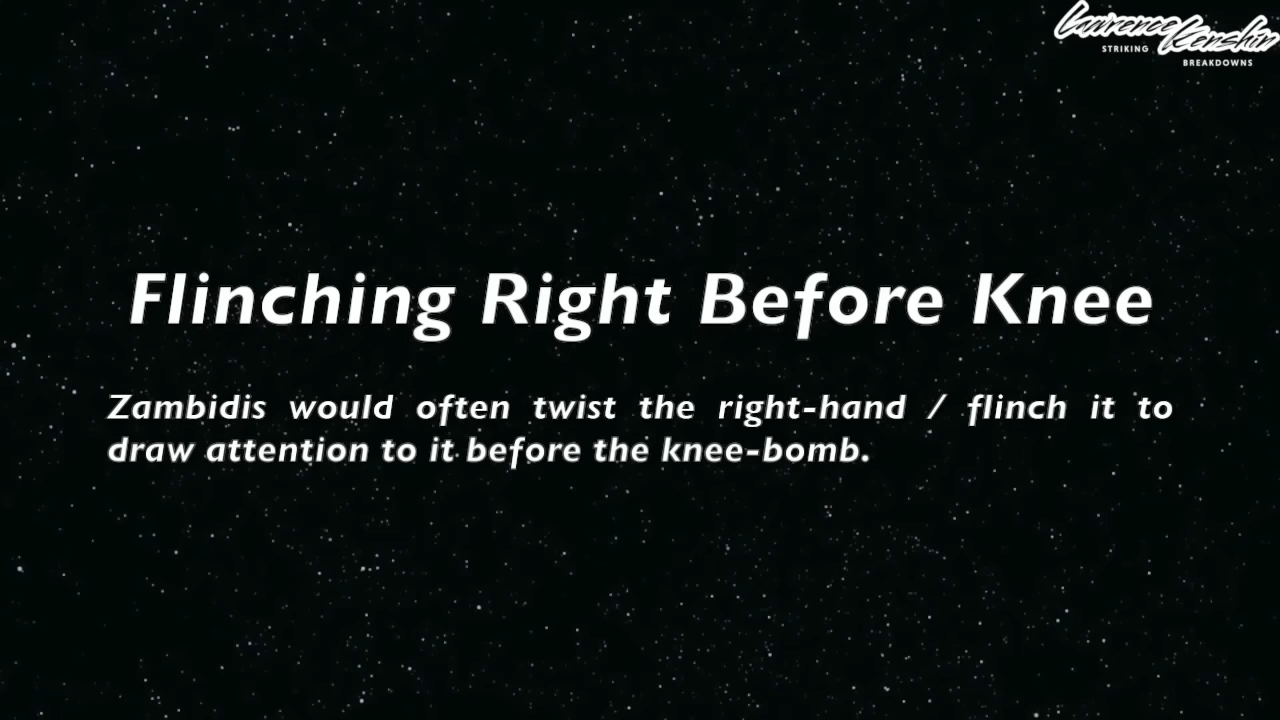 Lawrence Kenshin
STRIKING
BREAKDOWNS
Flinching Right Before Knee
Zambidis would often twist the right-hand / flinch it to
draw attention to it before the knee-bomb.